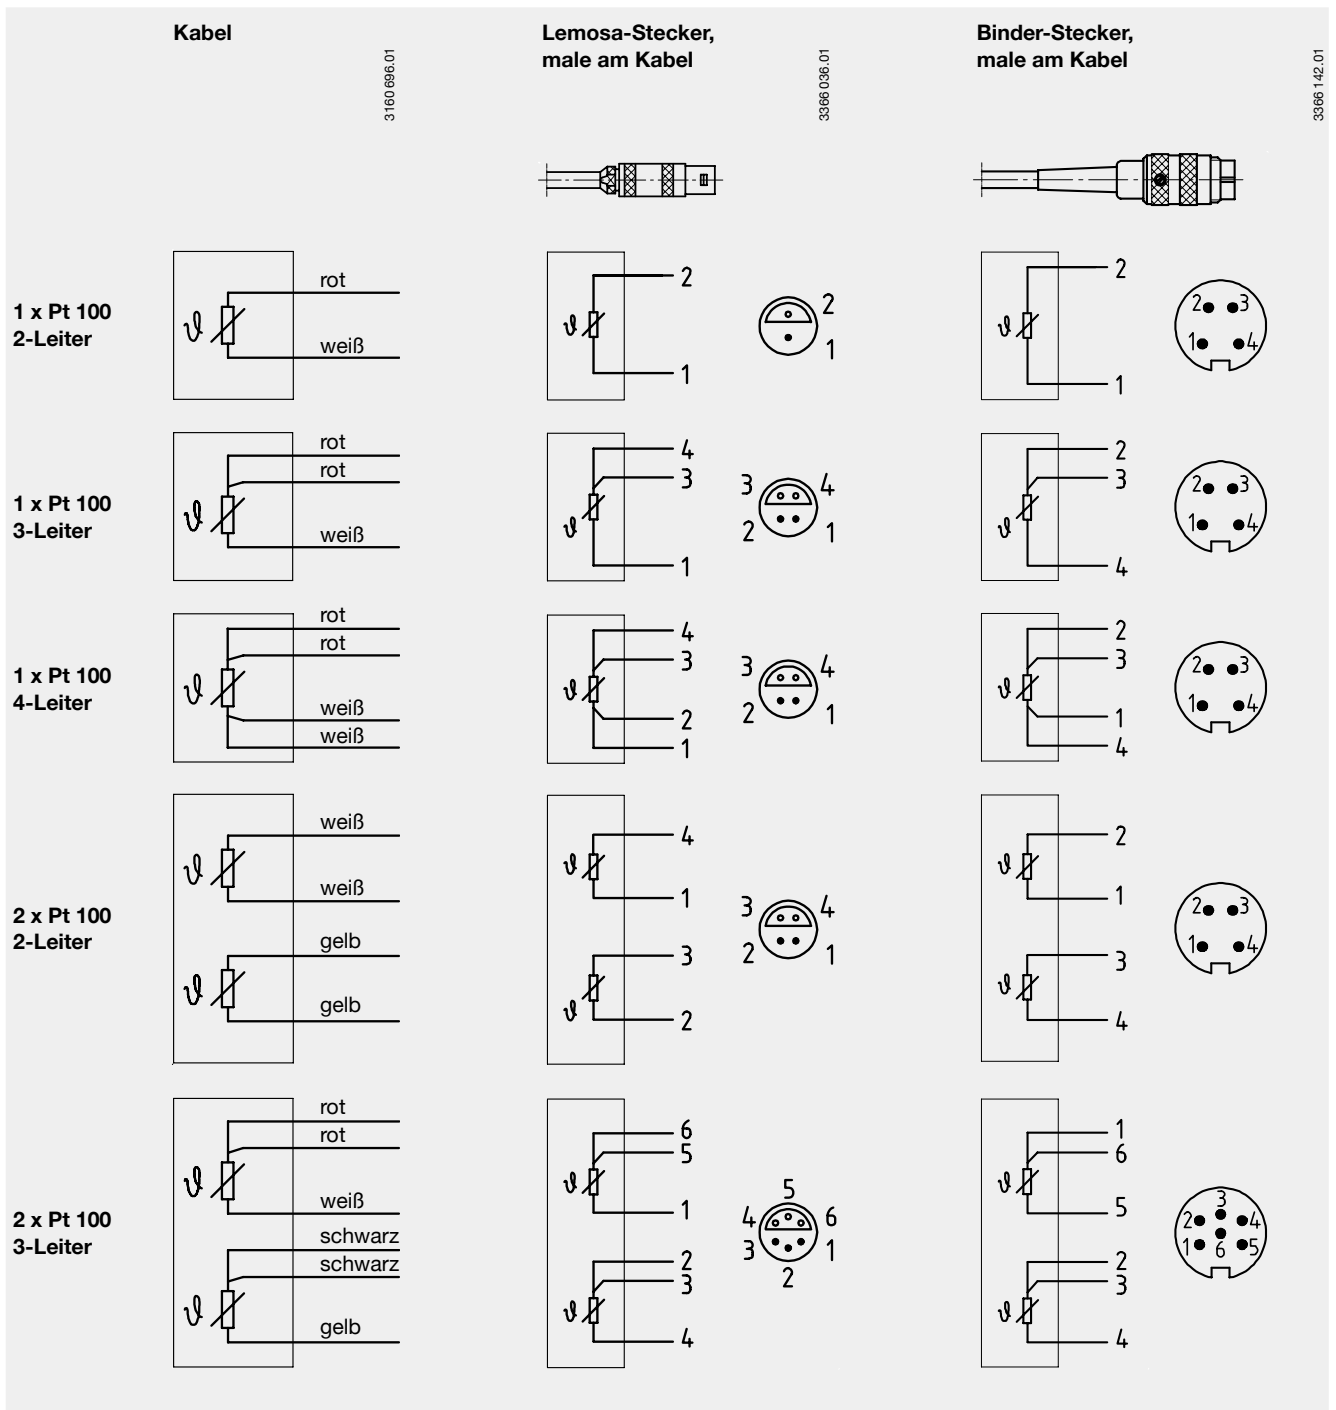 Kabel
3160 696.01
Lemosa-Stecker,
male am Kabel
3366 036.01
Binder-Stecker,
male am Kabel
3366 142.01
1 x Pt 100
2-Leiter
rot
weiß
ϑ
2
1
ϑ
2
1
2
1
ϑ
2 3
1 4
1 x Pt 100
3-Leiter
rot
rot
weiß
ϑ
4
3
1
ϑ
3 4
2 1
2
3
4
ϑ
2 3
1 4
1 x Pt 100
4-Leiter
rot
rot
weiß
weiß
ϑ
4
3
2
1
ϑ
3 4
2 1
2
3
1
4
ϑ
2 3
1 4
2 x Pt 100
2-Leiter
weiß
weiß
gelb
gelb
ϑ
ϑ
4
1
3
2
ϑ
ϑ
3 4
2 1
2
1
3
4
ϑ
ϑ
2 3
1 4
2 x Pt 100
3-Leiter
rot
rot
weiß
schwarz
schwarz
gelb
ϑ
ϑ
6
5
1
2
3
4
ϑ
ϑ
5
4 6
3 1
2
1
6
5
2
3
4
ϑ
ϑ
3
2 4
1 6 5